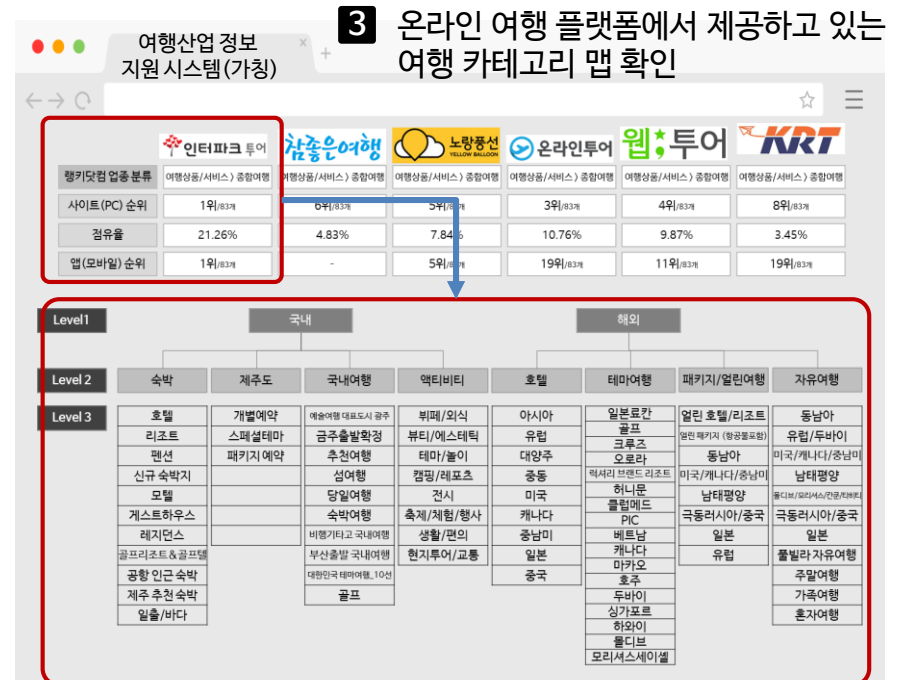 3 온라인 여행 플랫폼에서 제공하고 있는
여행 카테고리 맵 확인
여행산업 정보
지원 시스템(가칭)
인터파크 투어 참좋은여행 노랑풍선 YELLOW BALLOON 온라인투어 웹;투어 KRT
랭키닷컴 업종 분류 여행상품/서비스 > 종합여행 여행상품/서비스 > 종합여행 여행상품/서비스 > 종합여행 여행상품/서비스 > 종합여행 여행상품/서비스 > 종합여행 여행상품/서비스 > 종합여행
사이트(PC) 순위 1위/83개 6위/83개 5위/83개 3위/83개 4위/83개 8위/83개
점유율 21.26% 4.83% 7.84% 10.76% 9.87% 3.45%
앱(모바일) 순위 1위/83개 - 5위/83개 19위/83개 11위/83개 19위/83개
Level1 국내 해외
Level 2 숙박 제주도 국내여행 액티비티 호텔 테마여행 패키지/얼린여행 자유여행
Level 3
호텔
리조트
펜션
신규 숙박지
모텔
게스트하우스
레지던스
골프리조트&골프텔
공항 인근 숙박
제주 추천 숙박
일출/바다
개별예약
스페셜테마
패키지 예약
예술여행 대표도시 광주
금주출발확정
추천여행
섬여행
당일여행
숙박여행
비행기타고 국내여행
부산출발 국내여행
대한민국 테마여행_10선
골프
뷔페/외식
뷰티/에스테틱
테마/놀이
캠핑/레포츠
전시
축제/체험/행사
생활/편의
현지투어/교통
아시아
유럽
대양주
중동
미국
캐나다
중남미
일본
중국
일본료칸
골프
크루즈
오로라
럭셔리 브랜드 리조트
허니문
클럽메드
PIC
베트남
캐나다
마카오
호주
두바이
싱가포르
하와이
몰디브
모리셔스세이셸
얼린 호텔/리조트
얼린 패키지 (항공불포함)
동남아
미국/캐나다/중남미
남태평양
극동러시아/중국
일본
유럽
동남아
유럽/두바이
미국/캐나다/중남미
남태평양
몰디브/모리셔스/칸쿤/타히티
극동러시아/중국
일본
풀빌라 자유여행
주말여행
가족여행
혼자여행